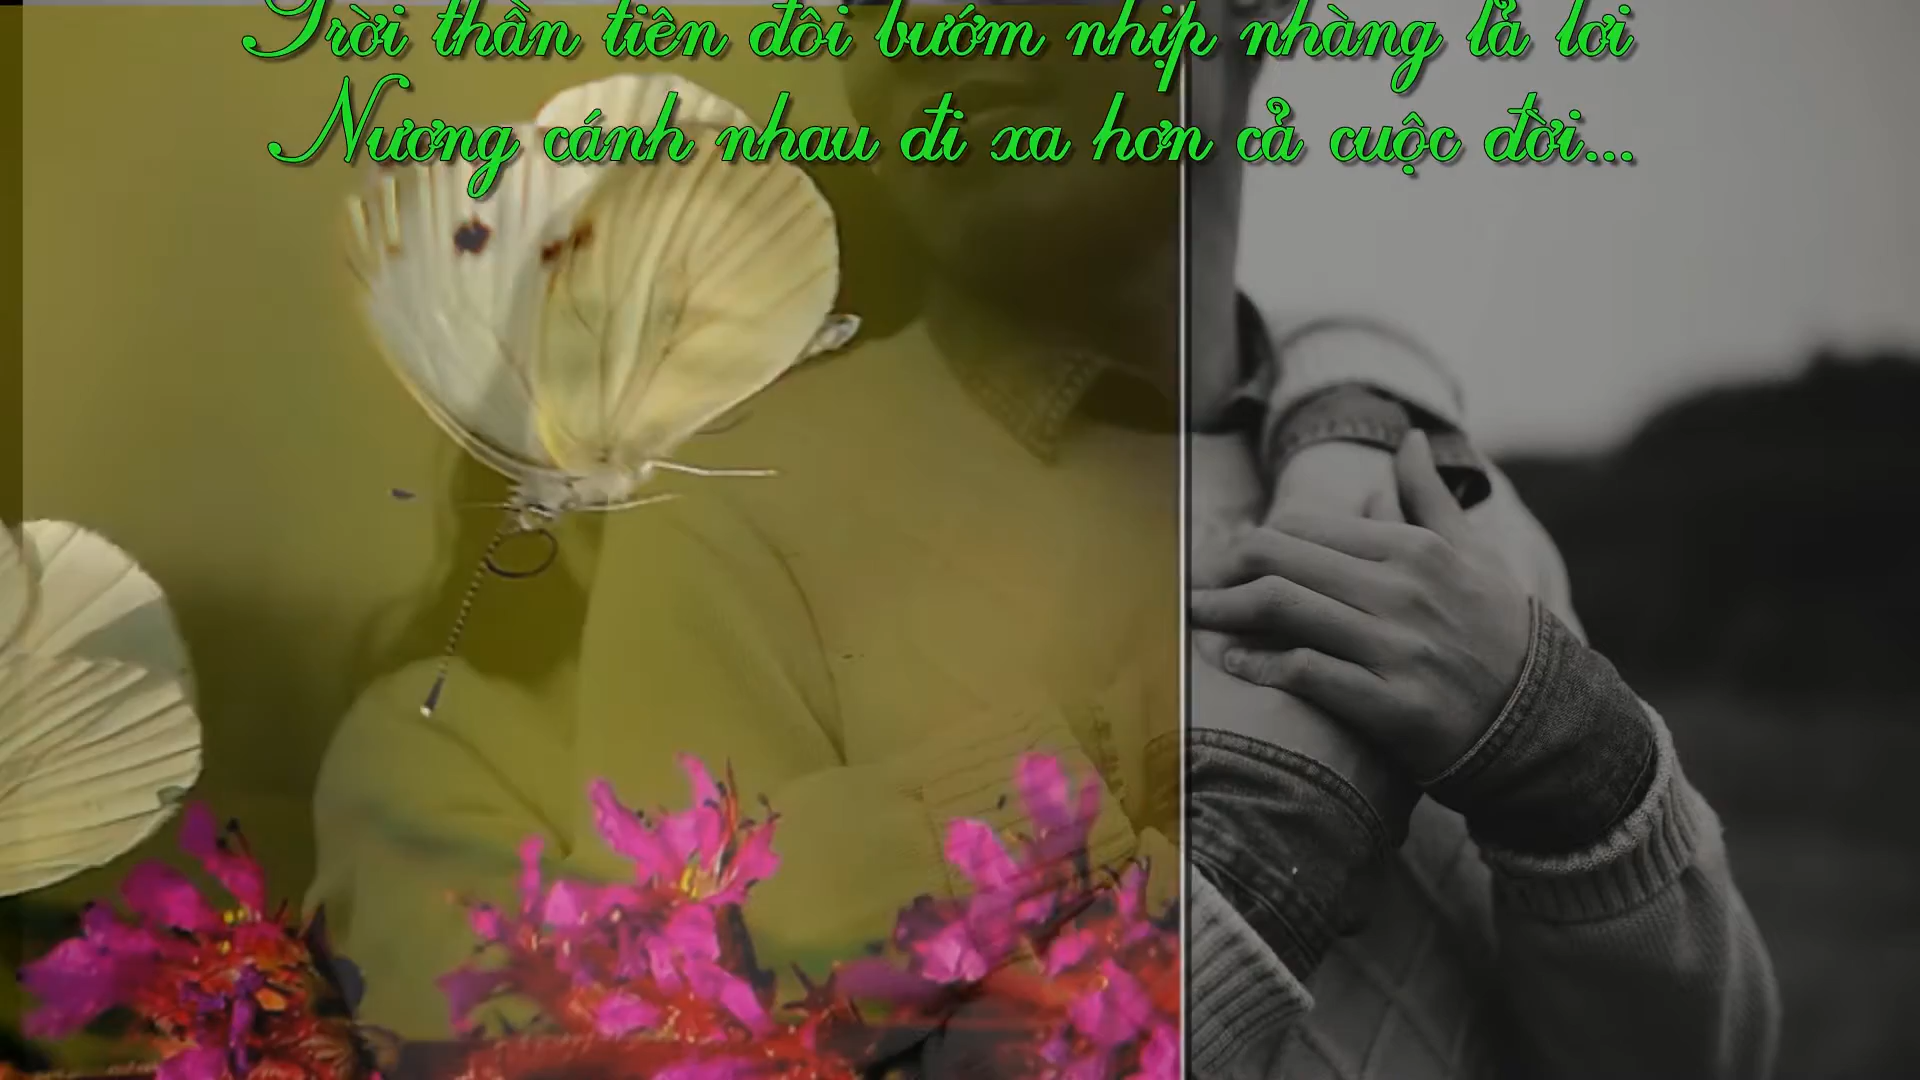 Trời thần tiên đôi bướm nhịp nhàng lả lơi
Nương cánh nhau đi xa hơn cả cuộc đời...